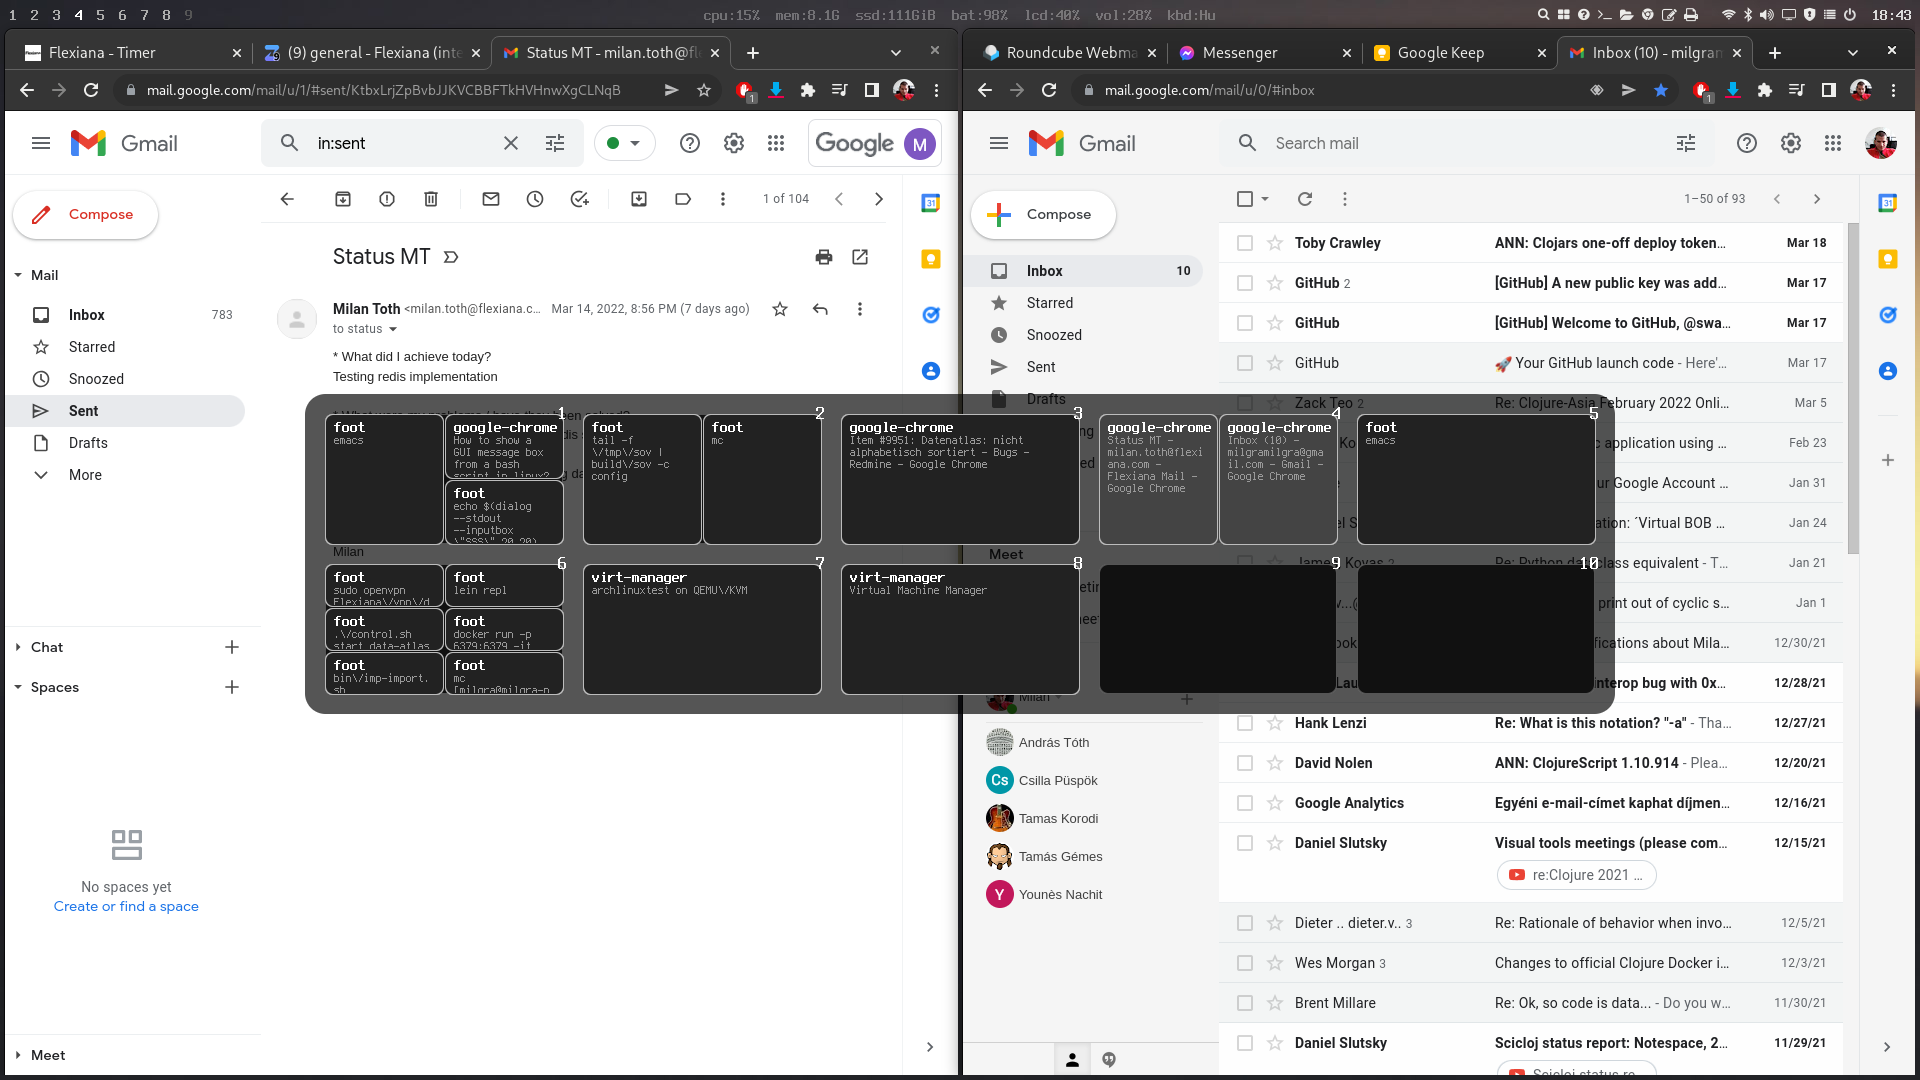 1 2 3 4 5 6 7 8 9
cpu:15% mem:8.1G ssd:111GiB bat:98% lcd:40% vol:28% kbd:Hu
18:43
Flexiana - Timer
(9) general - Flexiana (inte
Status MT - milan.toth@fl
mail.google.com/mail/u/1/#sent/KtbxLrjZpBvbJJKVCBBFTkHVHnwXgCLNqB
1
Gmail
in:sent
Google
M
Compose
1 of 104
31
Mail
Inbox 783
Starred
Snoozed
Sent
Drafts
More
Status MT
Milan Toth <milan.toth@flexiana.c... Mar 14, 2022, 8:56 PM (7 days ago)
to status
* What did I achieve today?
Testing redis implementation
Milan
Chat
Spaces
No spaces yet
Create or find a space
Meet
Roundcube Webma
Messenger
Google Keep
Inbox (10) - milgram
mail.google.com/mail/u/0/#inbox
1
Gmail
Search mail
Compose
1–50 of 93
31
Inbox 10
Starred
Snoozed
Sent
Drafts
Meet
Milan
András Tóth
Cs Csilla Püspök
Tamas Korodi
Tamás Gémes
Y Younès Nachit
Toby Crawley ANN: Clojars one-off deploy token... Mar 18
GitHub 2 [GitHub] A new public key was add... Mar 17
GitHub [GitHub] Welcome to GitHub, @swa... Mar 17
GitHub 🚀 Your GitHub launch code - Here'... Mar 17
Zack Teo 2 Re: Clojure-Asia February 2022 Onli... Mar 5
application using ... Feb 23
ur Google Account ... Jan 31
ation: ´Virtual BOB ... Jan 24
James Kovas 2 Re: Python dataclass equivalent - T... Jan 21
print out of cyclic s... Jan 1
ifications about Mila... 12/30/21
interop bug with 0x... 12/28/21
Hank Lenzi Re: What is this notation? "-a" - Tha... 12/27/21
David Nolen ANN: ClojureScript 1.10.914 - Plea... 12/20/21
Google Analytics Egyéni e-mail-címet kaphat díjmen... 12/16/21
Daniel Slutsky Visual tools meetings (please com... 12/15/21
re:Clojure 2021 ...
Dieter .. dieter.v.. 3 Re: Rationale of behavior when invo... 12/5/21
Wes Morgan 3 Changes to official Clojure Docker i... 12/3/21
Brent Millare Re: Ok, so code is data... - Do you w... 11/30/21
Daniel Slutsky Scicloj status report: Notespace, 2... 11/29/21
Scicloj status re...
1
foot
emacs
google-chrome
How to show a
GUI message box
from a bash
script in linux?
foot
echo $(dialog
--stdout
--inputbox
\"SSS\" 20 20)
2
foot
tail -f
\/tmp\/sov |
build\/sov -c
config
foot
mc
3
google-chrome
Item #9951: Datenatlas: nicht
alphabetisch sortiert - Bugs -
Redmine - Google Chrome
4
google-chrome
Status MT -
milan.toth@flexi
ana.com -
Flexiana Mail -
Google Chrome
google-chrome
Inbox (10) -
milgramilgra@gma
il.com - Gmail -
Google Chrome
5
foot
emacs
6
foot
sudo openvpn
Flexiana\/vpn\/d
foot
lein repl
foot
.\/control.sh
start data-atlas
foot
docker run -p
6379:6379 -it
foot
bin\/imp-import.
sh
foot
mc
[milgra@milgra-p
7
virt-manager
archlinuxtest on QEMU\/KVM
8
virt-manager
Virtual Machine Manager
9
10